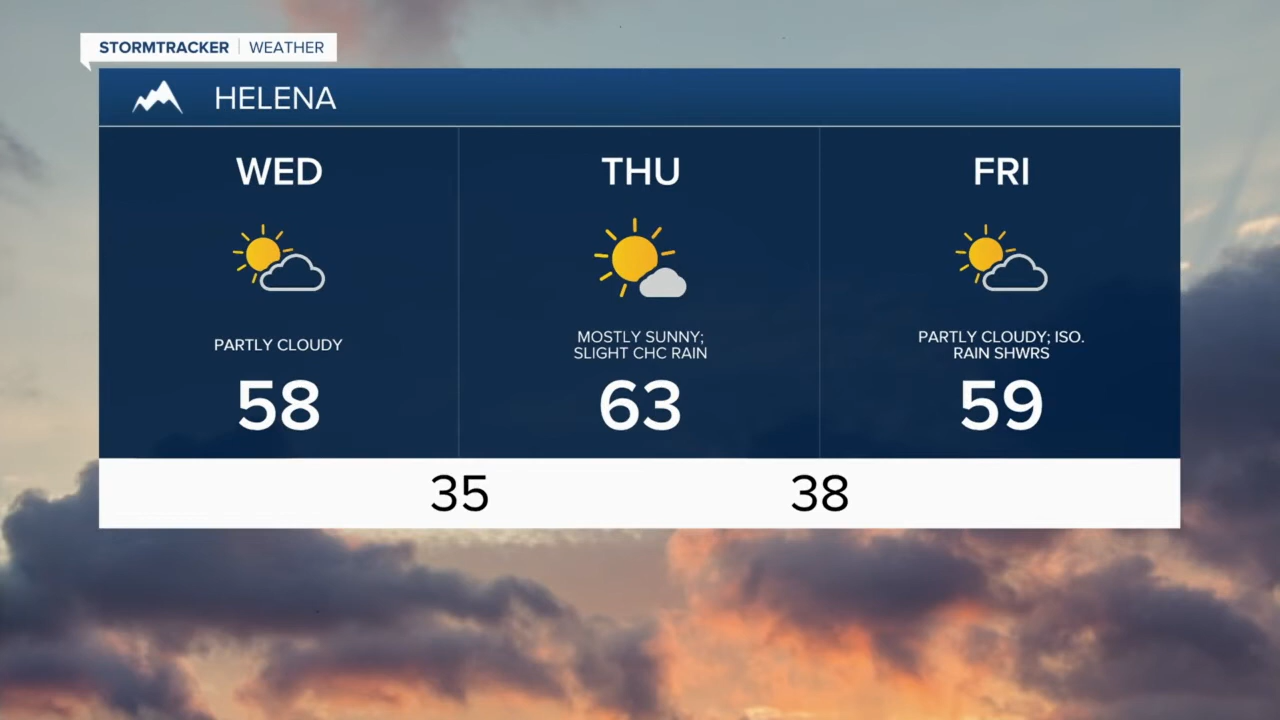 STORMTRACKER | WEATHER
HELENA
WED
PARTLY CLOUDY
58
THU
MOSTLY SUNNY;
SLIGHT CHC RAIN
63
FRI
PARTLY CLOUDY; ISO.
RAIN SHWRS
59
35
38